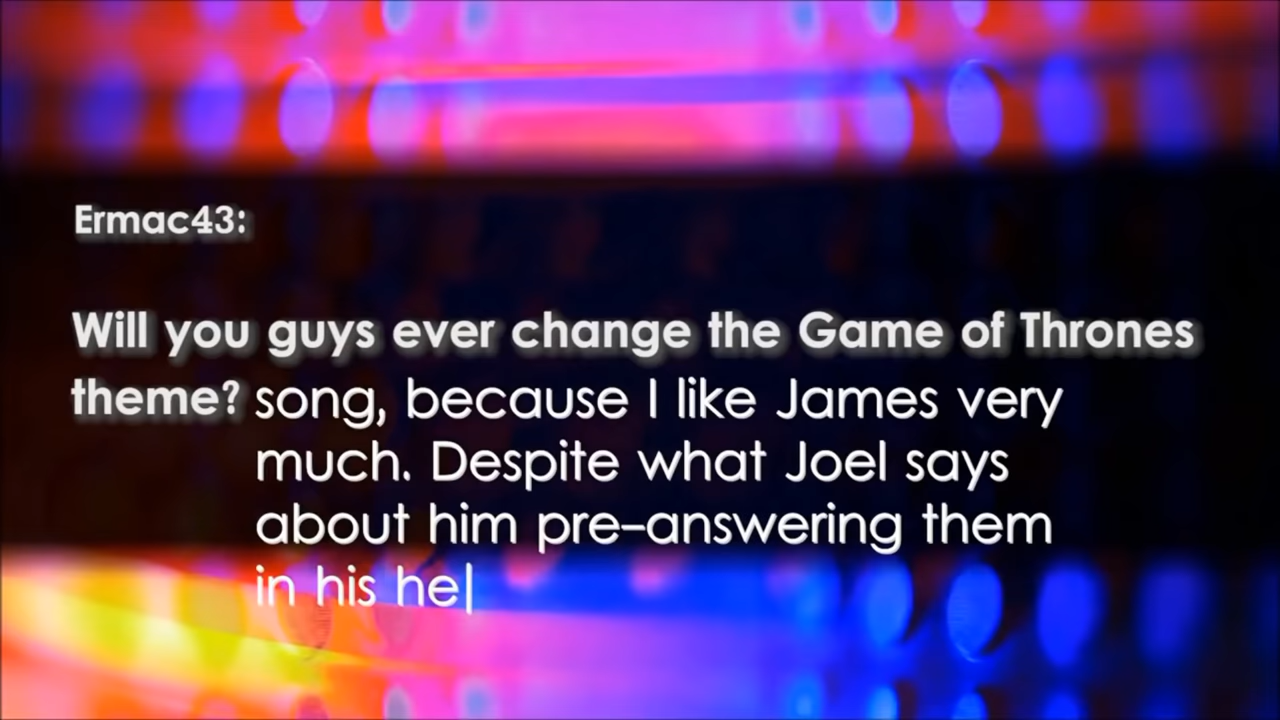 Ermac43:
Will you guys ever change the Game of Thrones
theme? song, because I like James very
much. Despite what Joel says
about him pre–answering them
in his he|